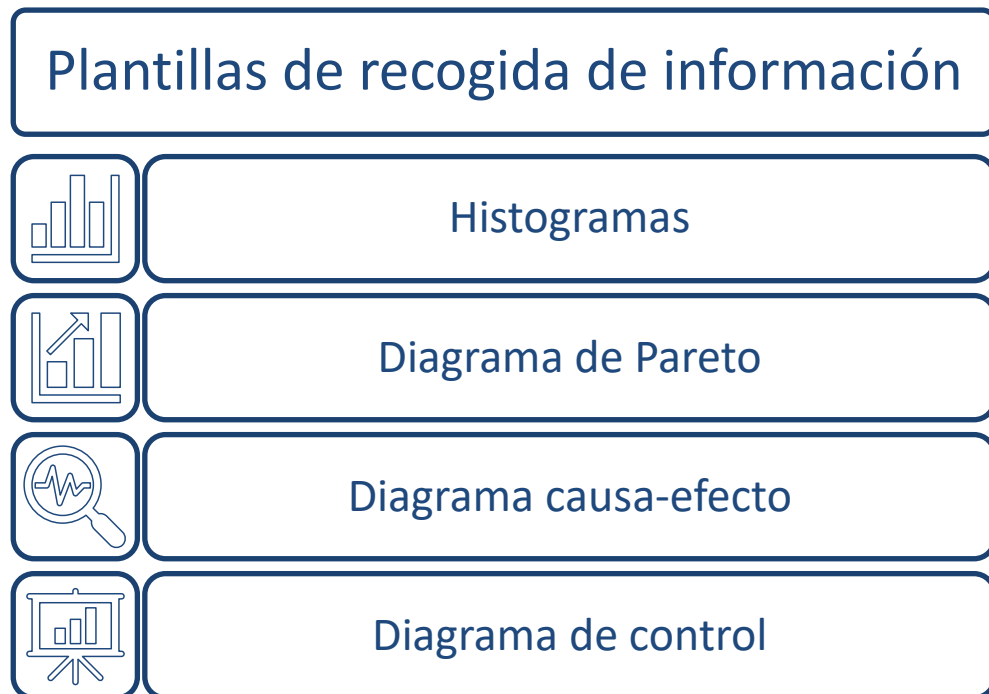 Plantillas de recogida de información
Histogramas
Diagrama de Pareto
Diagrama causa-efecto
Diagrama de control